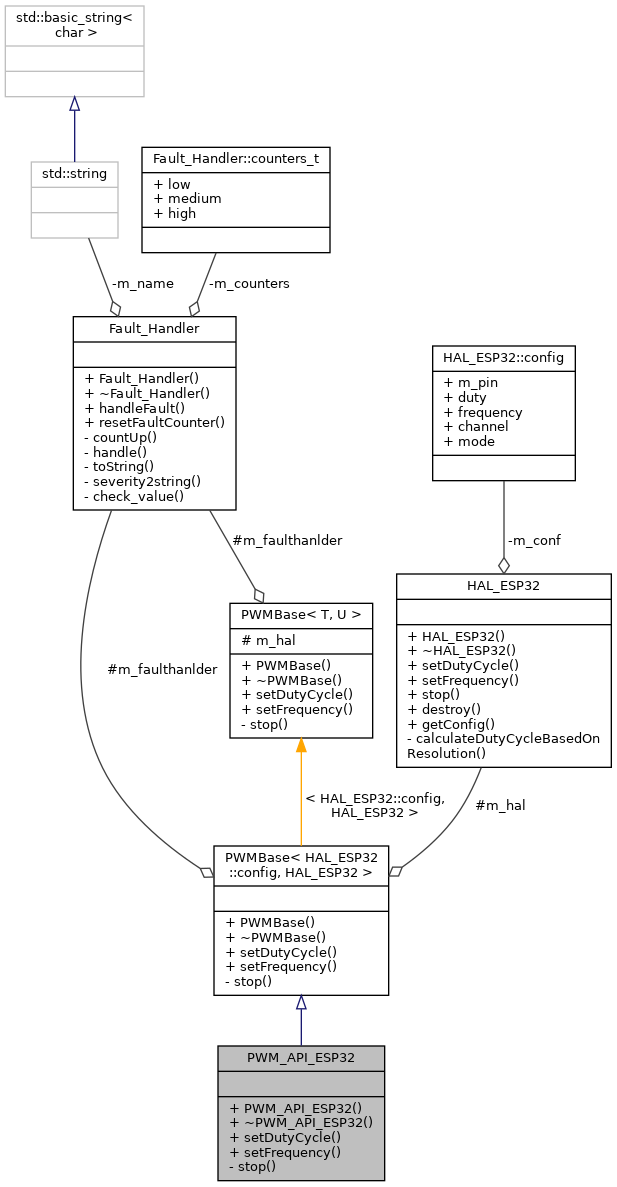 std::basic_string<
char >
std::string
Fault_Handler::counters_t
+ low
+ medium
+ high
-m_name
-m_counters
Fault_Handler
+ Fault_Handler()
+ ~Fault_Handler()
+ handleFault()
+ resetFaultCounter()
- countUp()
- handle()
- toString()
- severity2string()
- check_value()
HAL_ESP32::config
+ m_pin
+ duty
+ frequency
+ channel
+ mode
#m_faulthanlder
-m_conf
PWMBase< T, U >
# m_hal
+ PWMBase()
+ ~PWMBase()
+ setDutyCycle()
+ setFrequency()
- stop()
HAL_ESP32
+ HAL_ESP32()
+ ~HAL_ESP32()
+ setDutyCycle()
+ setFrequency()
+ stop()
+ destroy()
+ getConfig()
- calculateDutyCycleBasedOn
Resolution()
#m_faulthanlder
< HAL_ESP32::config,
HAL_ESP32 >
#m_hal
PWMBase< HAL_ESP32
::config, HAL_ESP32 >
+ PWMBase()
+ ~PWMBase()
+ setDutyCycle()
+ setFrequency()
- stop()
PWM_API_ESP32
+ PWM_API_ESP32()
+ ~PWM_API_ESP32()
+ setDutyCycle()
+ setFrequency()
- stop()